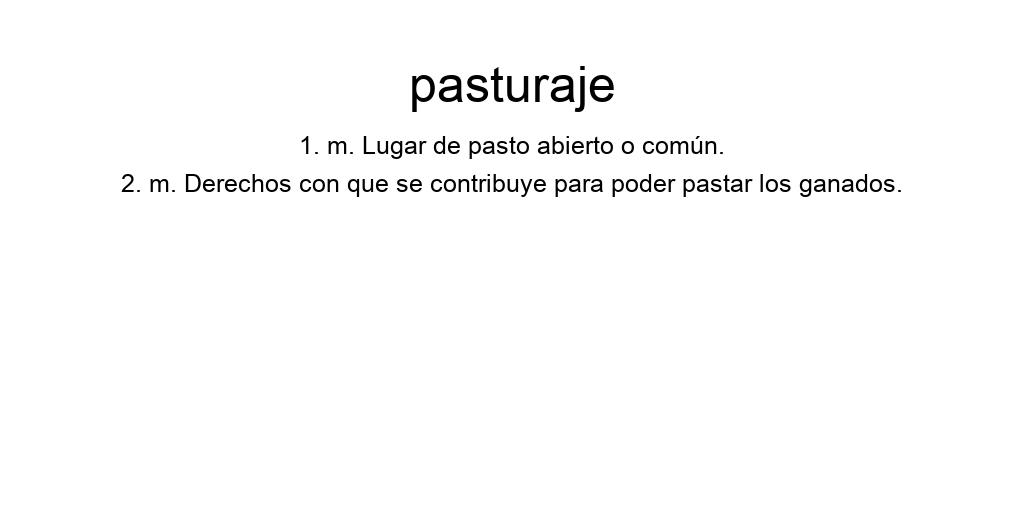 pasturaje
1. m. Lugar de pasto abierto o común.
2. m. Derechos con que se contribuye para poder pastar los ganados.